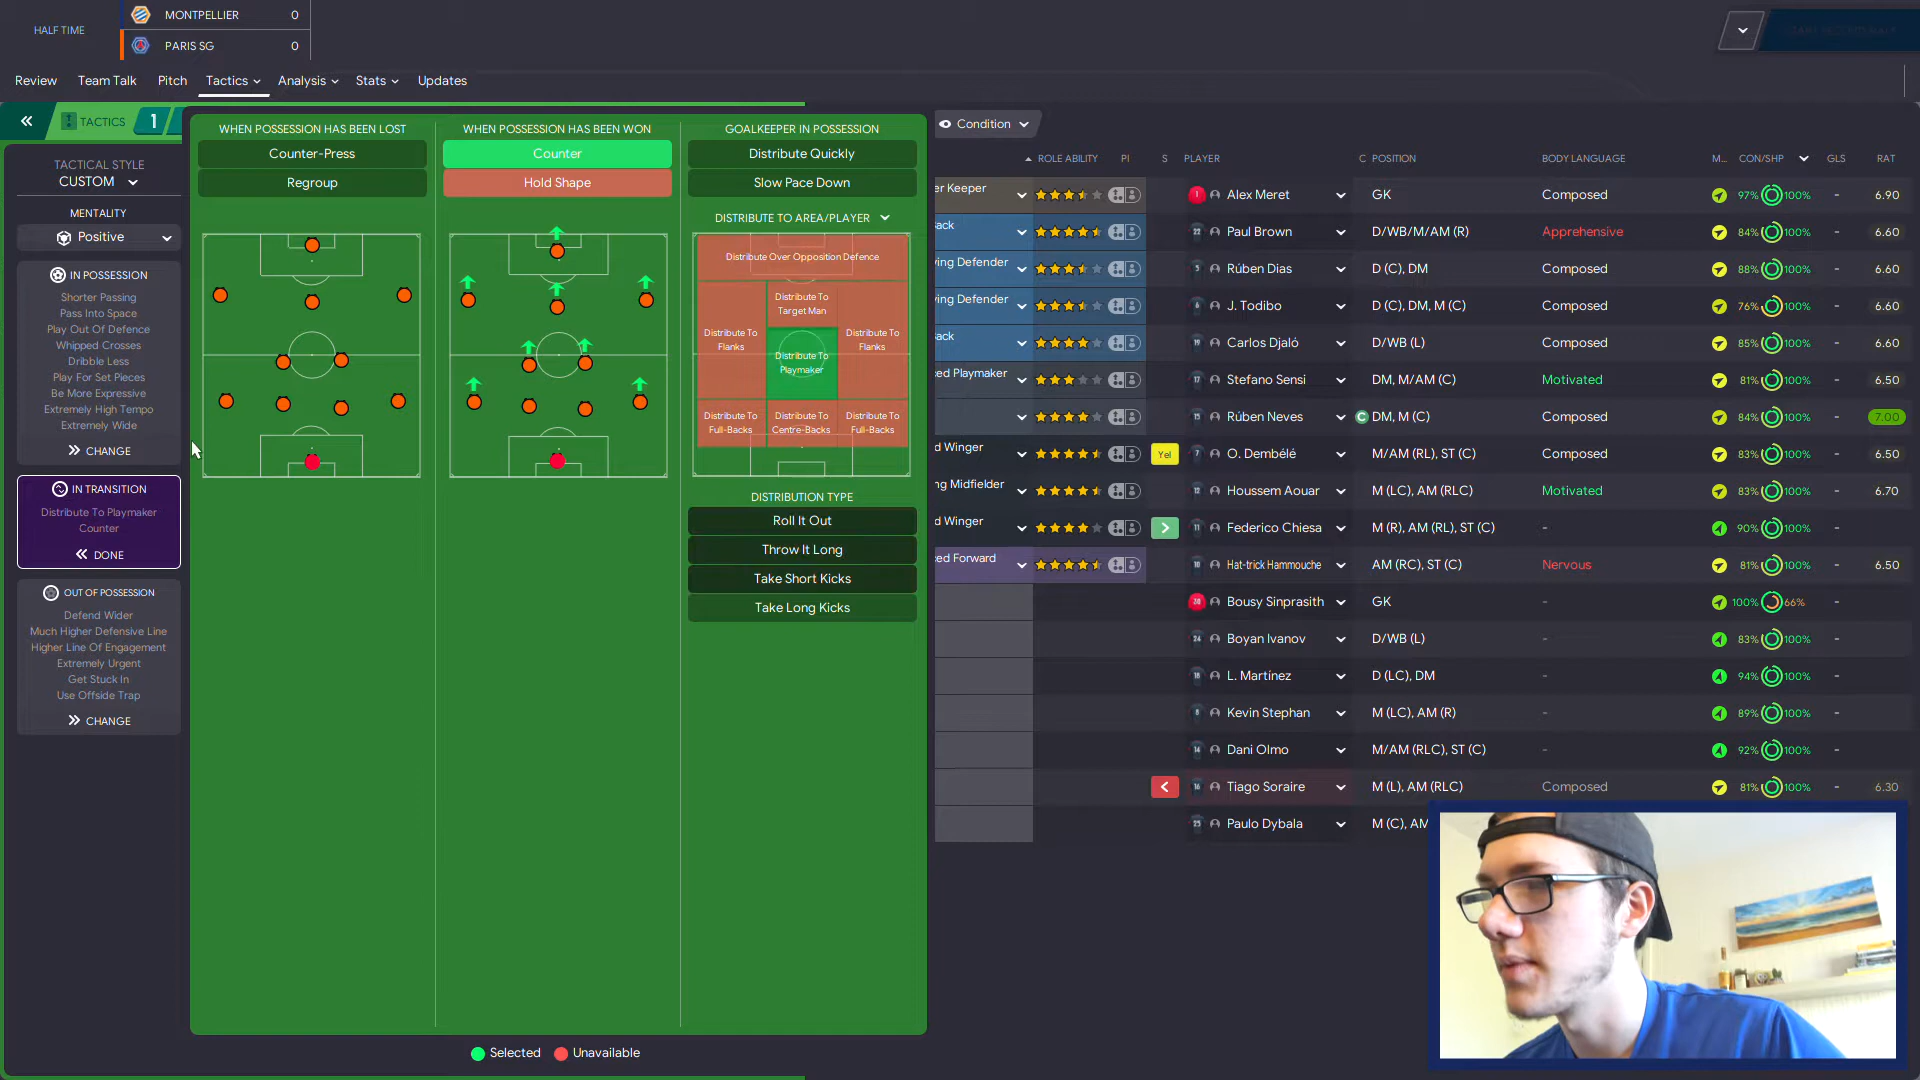 HALF TIME
MONTPELLIER 0
PARIS SG 0
Review Team Talk Pitch Tactics Analysis Stats Updates
TACTICS 1
TACTICAL STYLE
CUSTOM
MENTALITY
Positive
IN POSSESSION
Shorter Passing
Pass Into Space
Play Out Of Defence
Whipped Crosses
Dribble Less
Play For Set Pieces
Be More Expressive
Extremely High Tempo
Extremely Wide
CHANGE
IN TRANSITION
Distribute To Playmaker
Counter
DONE
OUT OF POSSESSION
Defend Wider
Much Higher Defensive Line
Higher Line Of Engagement
Extremely Urgent
Get Stuck In
Use Offside Trap
CHANGE
WHEN POSSESSION HAS BEEN LOST
Counter-Press
Regroup
WHEN POSSESSION HAS BEEN WON
Counter
Hold Shape
GOALKEEPER IN POSSESSION
Distribute Quickly
Slow Pace Down
DISTRIBUTE TO AREA/PLAYER
Distribute Over Opposition Defence
Distribute To
Target Man
Distribute To
Flanks
Distribute To
Playmaker
Distribute To
Flanks
Distribute To
Full-Backs
Distribute To
Centre-Backs
Distribute To
Full-Backs
DISTRIBUTION TYPE
Roll It Out
Throw It Long
Take Short Kicks
Take Long Kicks
Selected Unavailable
Condition
ROLE ABILITY PI S PLAYER C POSITION BODY LANGUAGE M... CON/SHP GLS RAT
er Keeper 1 Alex Meret GK Composed 97% 100% - 6.90
ack 22 Paul Brown D/WB/M/AM (R) Apprehensive 84% 100% - 6.60
ying Defender 5 Rúben Dias D (C), DM Composed 88% 100% - 6.60
ying Defender J. Todibo D (C), DM, M (C) Composed 76% 100% - 6.60
ack Carlos Djaló D/WB (L) Composed 85% 100% - 6.60
ced Playmaker 17 Stefano Sensi DM, M/AM (C) Motivated 81% 100% - 6.50
Rúben Neves C DM, M (C) Composed 84% 100% - 7.00
d Winger Yel 7 O. Dembélé M/AM (RL), ST (C) Composed 83% 100% - 6.50
ng Midfielder 12 Houssem Aouar M (LC), AM (RLC) Motivated 83% 100% - 6.70
d Winger 11 Federico Chiesa M (R), AM (RL), ST (C) - 90% 100% -
ced Forward 10 Hat-trick Hammouche AM (RC), ST (C) Nervous 81% 100% - 6.50
Bousy Sinprasith GK - 100% 66% -
24 Boyan Ivanov D/WB (L) - 83% 100% -
L. Martínez D (LC), DM - 94% 100% -
Kevin Stephan M (LC), AM (R) - 89% 100% -
14 Dani Olmo M/AM (RLC), ST (C) - 92% 100% -
16 Tiago Soraire M (L), AM (RLC) Composed 81% 100% - 6.30
Paulo Dybala M (C), AM